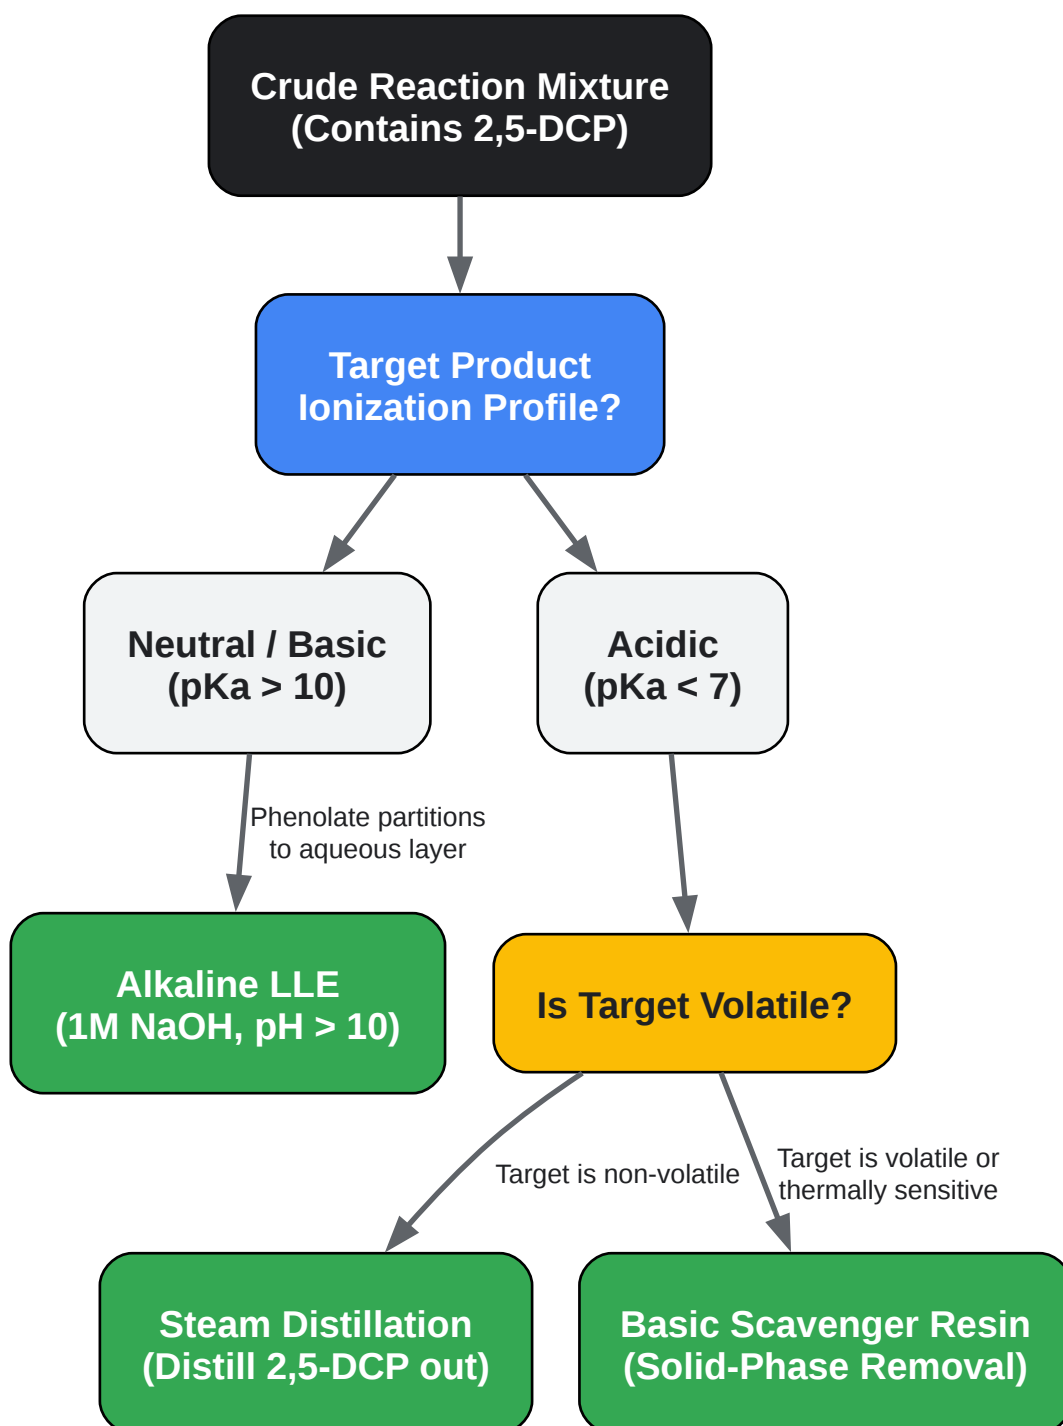 Crude Reaction Mixture
(Contains 2,5-DCP)
Target Product
Ionization Profile?
Neutral / Basic
(pKa > 10)
Acidic
(pKa < 7)
Phenolate partitions
to aqueous layer
Alkaline LLE
(1M NaOH, pH > 10)
Is Target Volatile?
Target is non-volatile
Target is volatile or
thermally sensitive
Steam Distillation
(Distill 2,5-DCP out)
Basic Scavenger Resin
(Solid-Phase Removal)